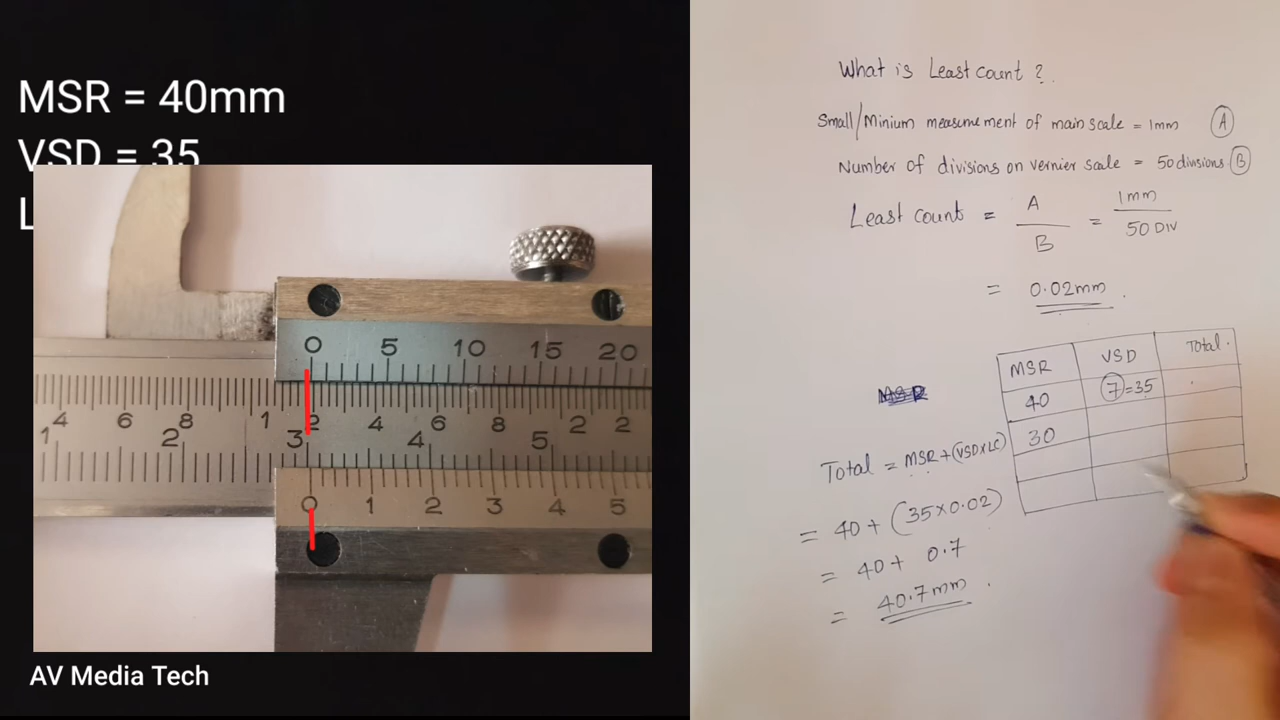 MSR = 40mm
VSD = 35
L
0 5 10 15 20
4 6 8 1 2 4 6 8 2 2
1 2 3 4 5
0 1 2 3 4 5
AV Media Tech
What is Least count ?
Small/Minium measurement of main scale = 1mm A
Number of divisions on vernier scale = 50 divisions B
Least count = A / B = 1mm / 50 DIV
= 0.02mm.
MSR VSD Total.
40 7=35
30
Total = MSR+(VSD×LC)
= 40+ (35×0.02)
= 40+ 0.7
= 40.7mm.